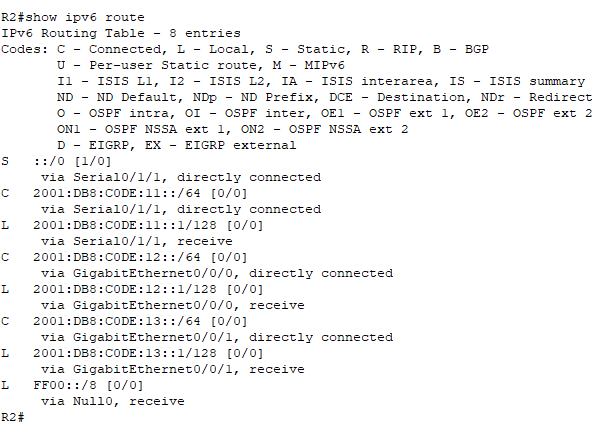 R2#show ipv6 route
IPv6 Routing Table - 8 entries
Codes: C - Connected, L - Local, S - Static, R - RIP, B - BGP
       U - Per-user Static route, M - MIPv6
       I1 - ISIS L1, I2 - ISIS L2, IA - ISIS interarea, IS - ISIS summary
       ND - ND Default, NDp - ND Prefix, DCE - Destination, NDr - Redirect
       O - OSPF intra, OI - OSPF inter, OE1 - OSPF ext 1, OE2 - OSPF ext 2
       ON1 - OSPF NSSA ext 1, ON2 - OSPF NSSA ext 2
       D - EIGRP, EX - EIGRP external
S   ::/0 [1/0]
     via Serial0/1/1, directly connected
C   2001:DB8:C0DE:11::/64 [0/0]
     via Serial0/1/1, directly connected
L   2001:DB8:C0DE:11::1/128 [0/0]
     via Serial0/1/1, receive
C   2001:DB8:C0DE:12::/64 [0/0]
     via GigabitEthernet0/0/0, directly connected
L   2001:DB8:C0DE:12::1/128 [0/0]
     via GigabitEthernet0/0/0, receive
C   2001:DB8:C0DE:13::/64 [0/0]
     via GigabitEthernet0/0/1, directly connected
L   2001:DB8:C0DE:13::1/128 [0/0]
     via GigabitEthernet0/0/1, receive
L   FF00::/8 [0/0]
     via Null0, receive
R2#